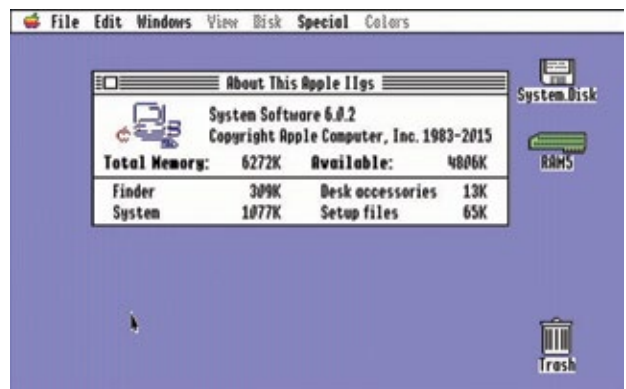 File Edit Windows View Disk Special Colors
About This Apple IIgs
System Software 6.0.2
Copyright Apple Computer, Inc. 1983-2015
Total Memory: 6272K Available: 4806K
Finder 309K Desk accessories 13K
System 1077K Setup files 65K
System.Disk
RAM5
Trash